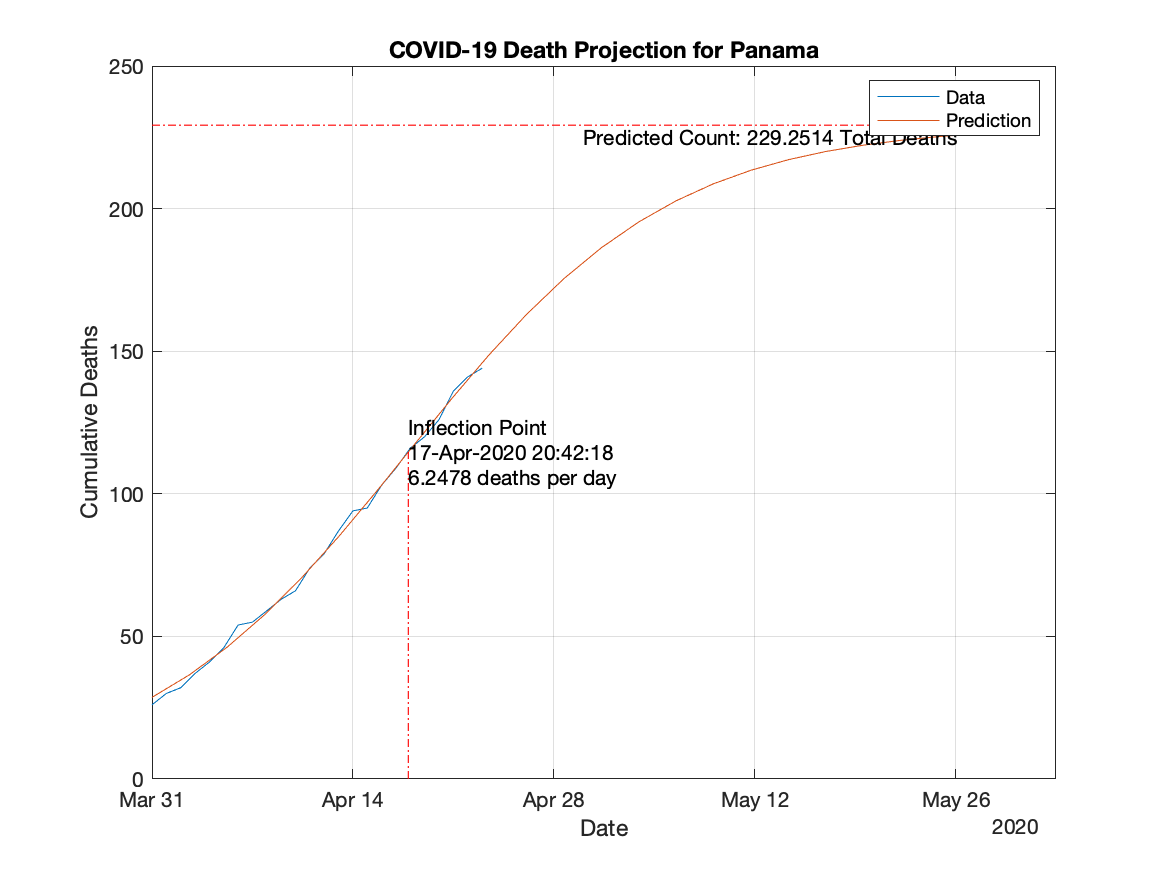 COVID-19 Death Projection for Panama
250
200
150
100
50
0
Cumulative Deaths
Data
Prediction
Predicted Count: 229.2514 Total Deaths
Inflection Point
17-Apr-2020 20:42:18
6.2478 deaths per day
Mar 31
Apr 14
Apr 28
May 12
May 26
Date
2020